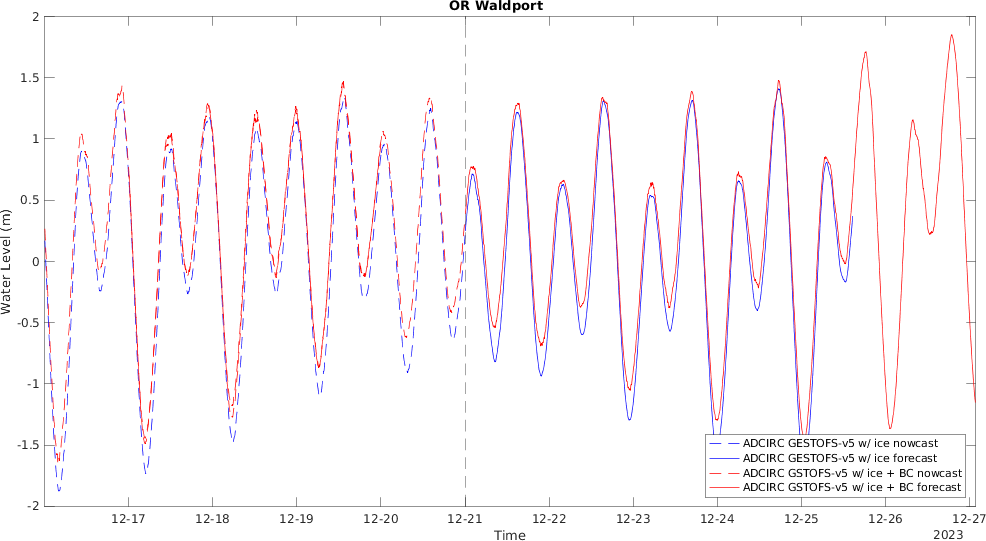 OR Waldport
2
1.5
1
0.5
0
-0.5
-1
-1.5
-2
Water Level (m)
ADCIRC GESTOFS-v5 w/ ice nowcast
ADCIRC GESTOFS-v5 w/ ice forecast
ADCIRC GSTOFS-v5 w/ ice + BC nowcast
ADCIRC GSTOFS-v5 w/ ice + BC forecast
12-17 12-18 12-19 12-20 12-21 12-22 12-23 12-24 12-25 12-26 12-27
Time
2023